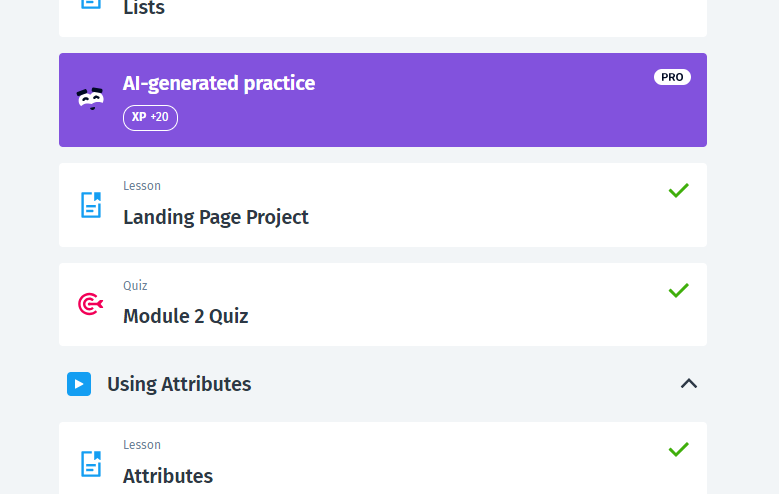 Lists
AI-generated practice
PRO
XP +20
Lesson
Landing Page Project
Quiz
Module 2 Quiz
Using Attributes
Lesson
Attributes